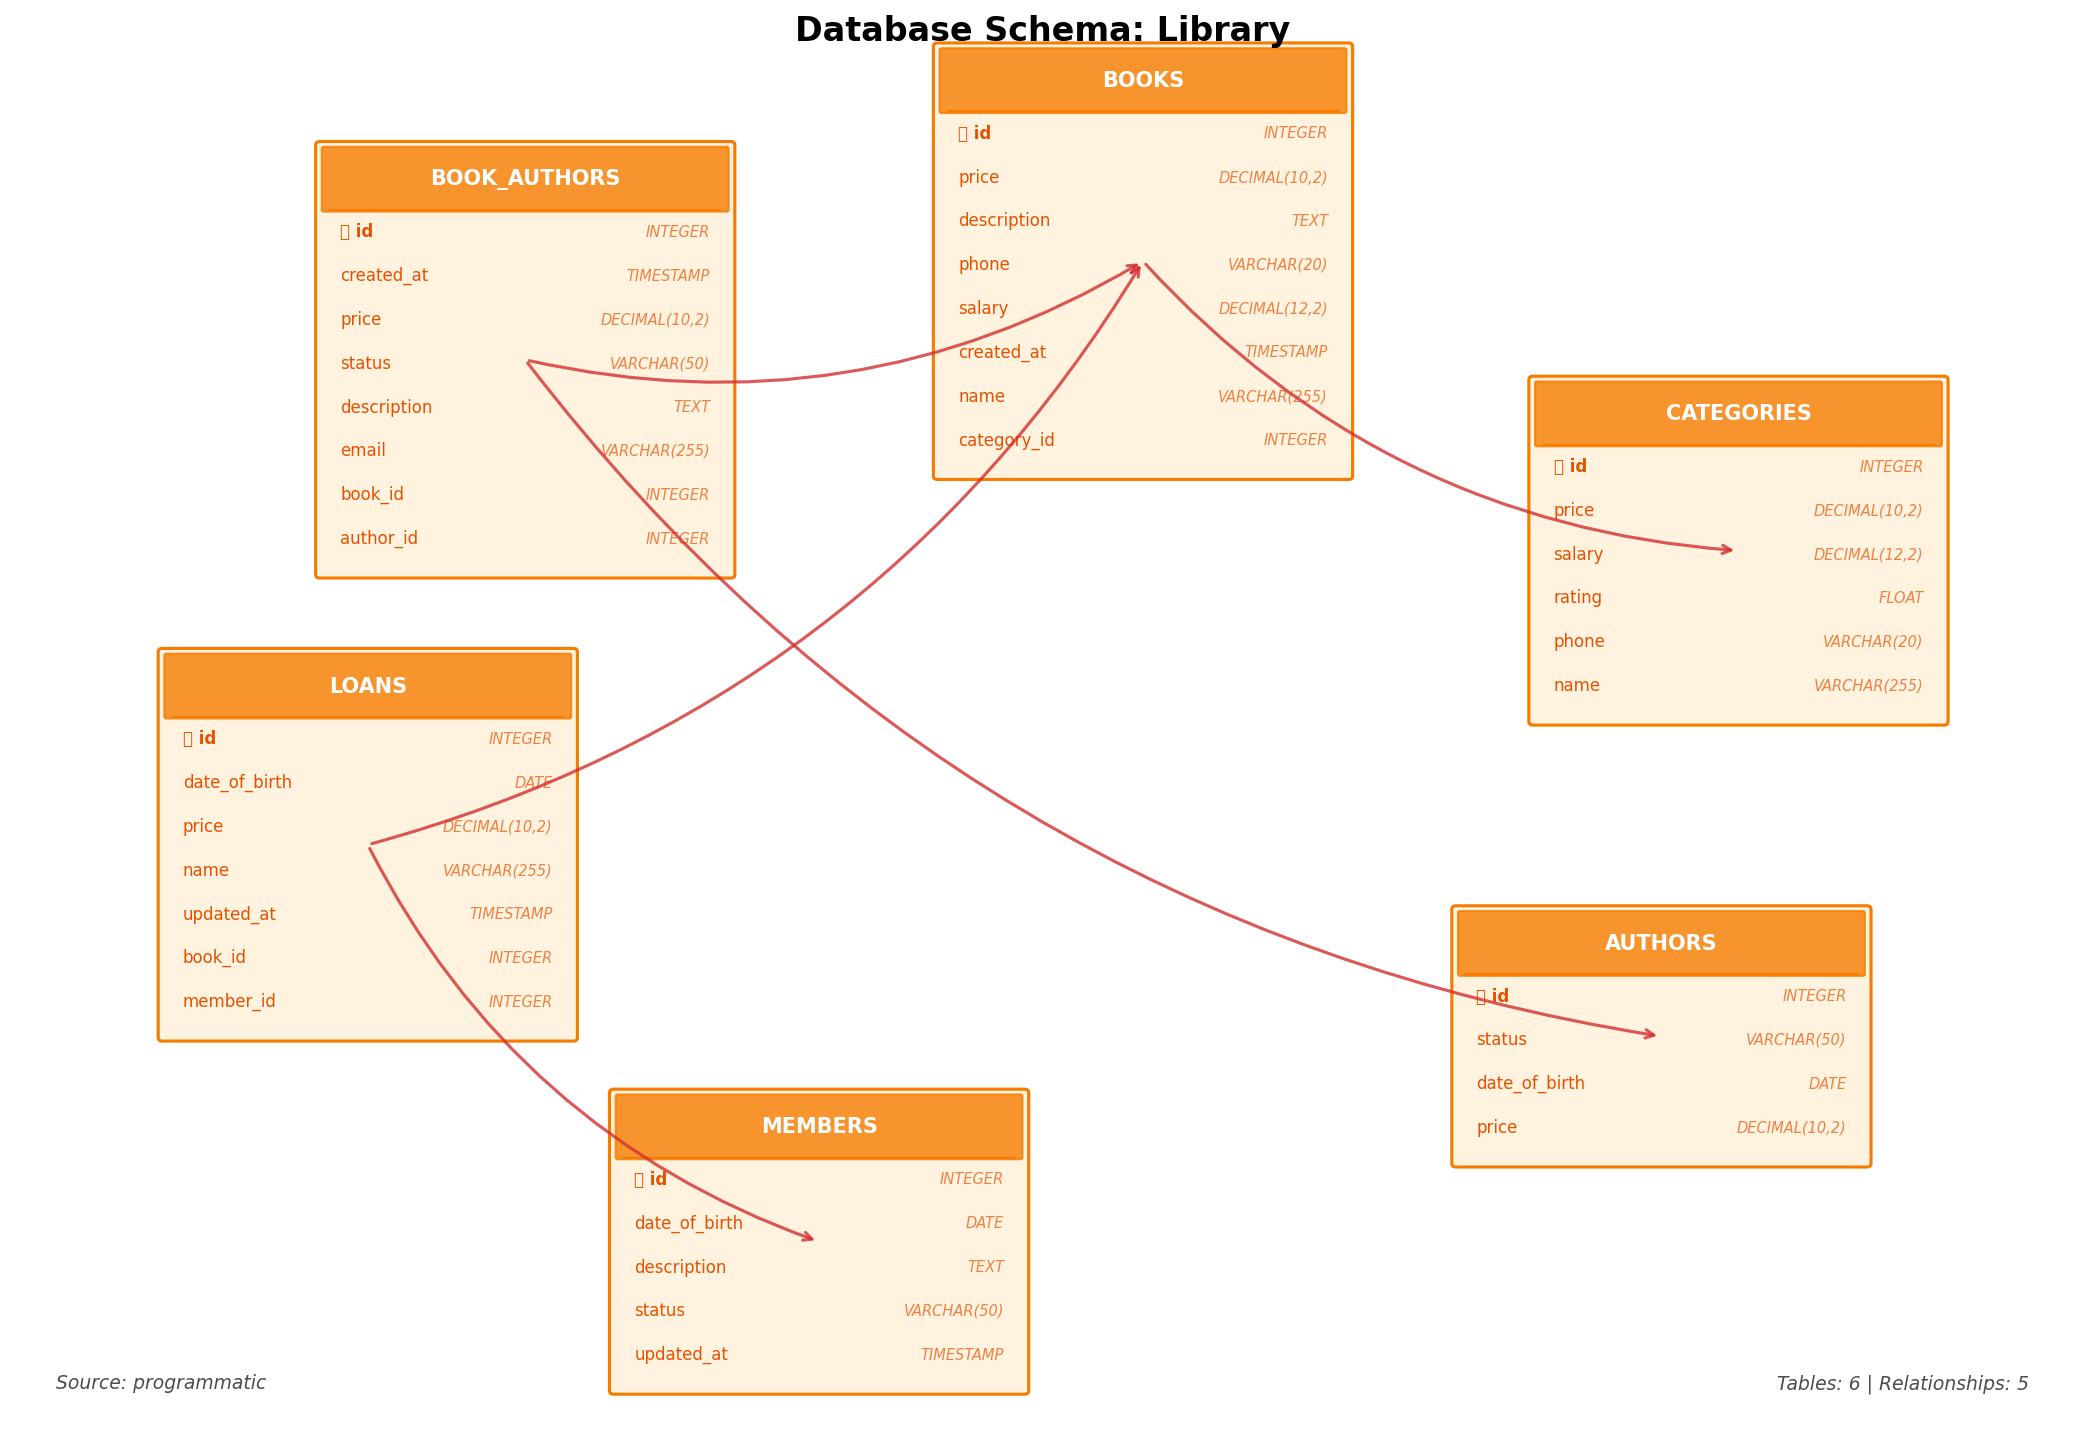 Database Schema: Library
BOOKS
id INTEGER
price DECIMAL(10,2)
description TEXT
phone VARCHAR(20)
salary DECIMAL(12,2)
created_at TIMESTAMP
name VARCHAR(255)
category_id INTEGER
BOOK_AUTHORS
id INTEGER
created_at TIMESTAMP
price DECIMAL(10,2)
status VARCHAR(50)
description TEXT
email VARCHAR(255)
book_id INTEGER
author_id INTEGER
CATEGORIES
id INTEGER
price DECIMAL(10,2)
salary DECIMAL(12,2)
rating FLOAT
phone VARCHAR(20)
name VARCHAR(255)
LOANS
id INTEGER
date_of_birth DATE
price DECIMAL(10,2)
name VARCHAR(255)
updated_at TIMESTAMP
book_id INTEGER
member_id INTEGER
AUTHORS
id INTEGER
status VARCHAR(50)
date_of_birth DATE
price DECIMAL(10,2)
MEMBERS
id INTEGER
date_of_birth DATE
description TEXT
status VARCHAR(50)
updated_at TIMESTAMP
Source: programmatic
Tables: 6 | Relationships: 5